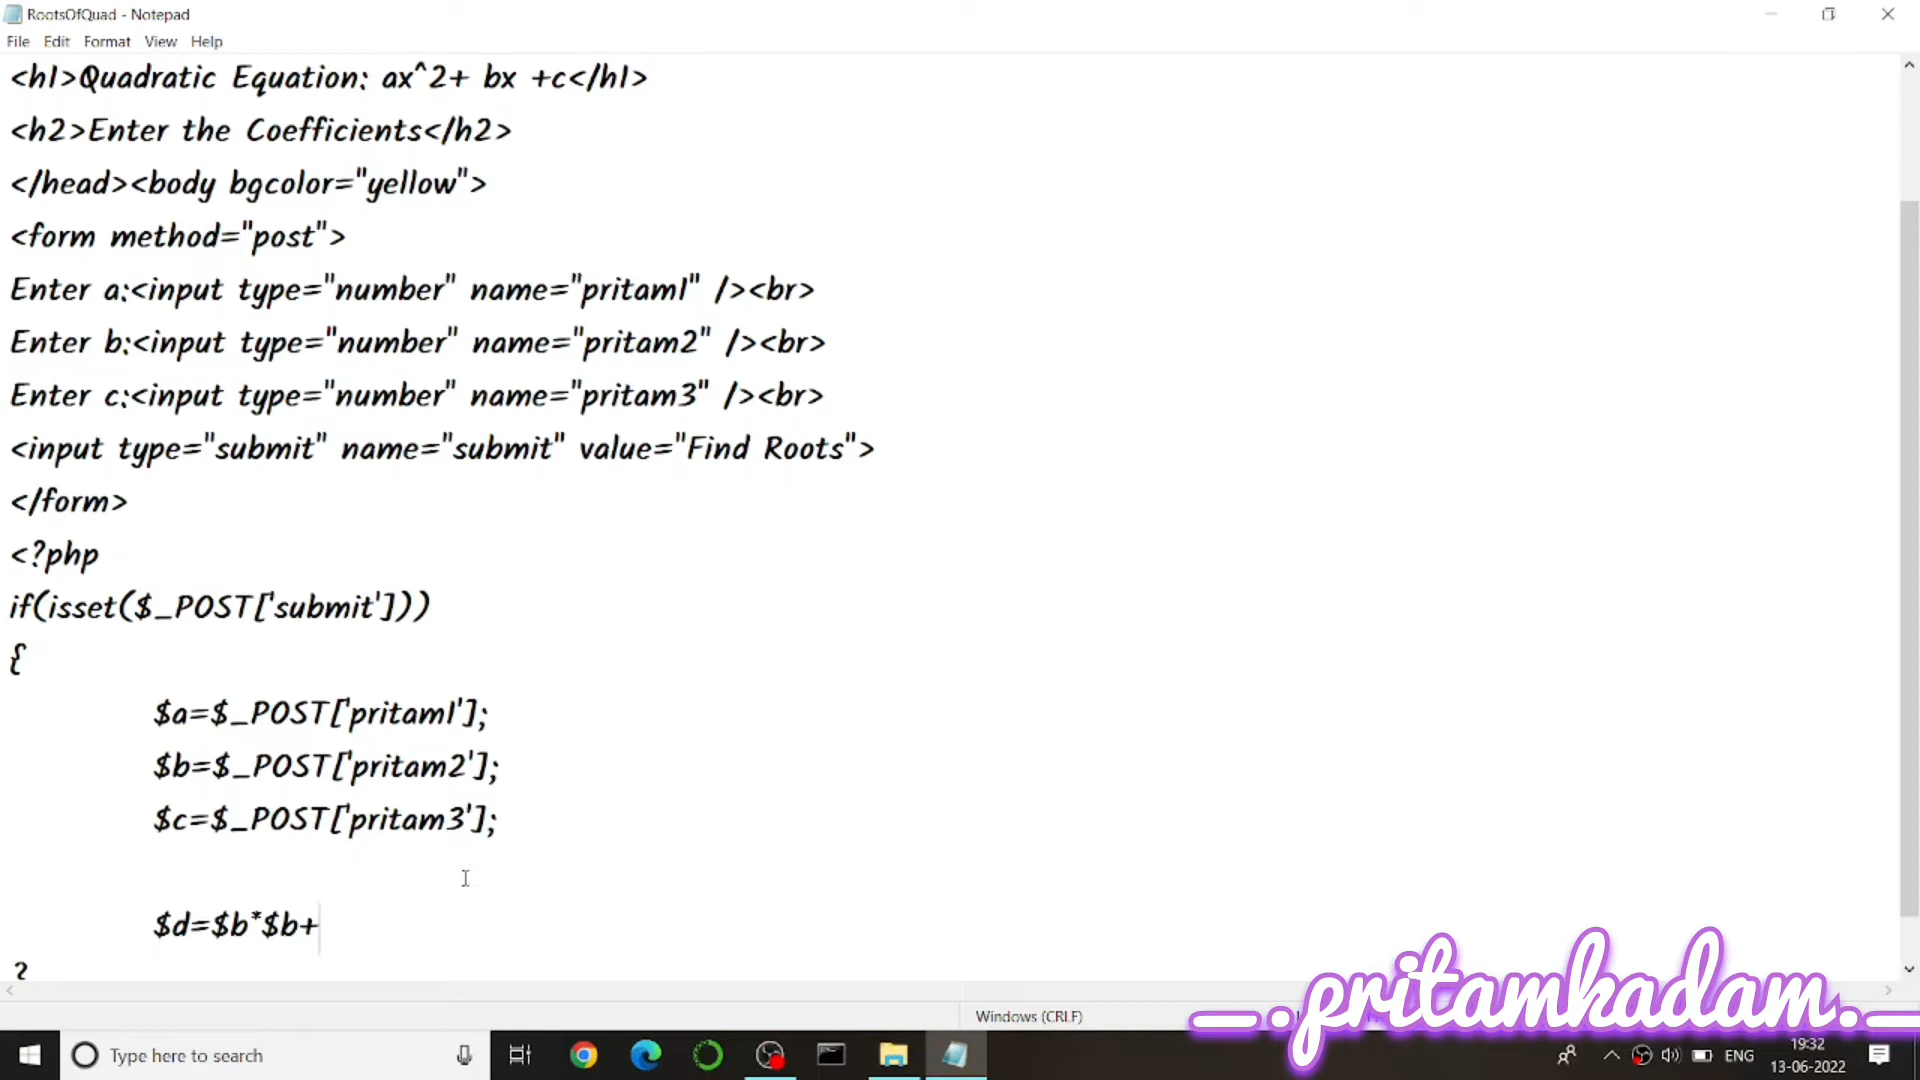 RootsOfQuad - Notepad
File Edit Format View Help
<h1>Quadratic Equation: ax^2+ bx +c</h1>
<h2>Enter the Coefficients</h2>
</head><body bgcolor="yellow">
<form method="post">
Enter a:<input type="number" name="pritam1" /><br>
Enter b:<input type="number" name="pritam2" /><br>
Enter c:<input type="number" name="pritam3" /><br>
<input type="submit" name="submit" value="Find Roots">
</form>
<?php
if(isset($_POST['submit']))
{
$a=$_POST['pritam1'];
$b=$_POST['pritam2'];
$c=$_POST['pritam3'];
$d=$b*$b+
?
Windows (CRLF)
_.pritamkadam._
Type here to search
ENG
19:32
13-06-2022